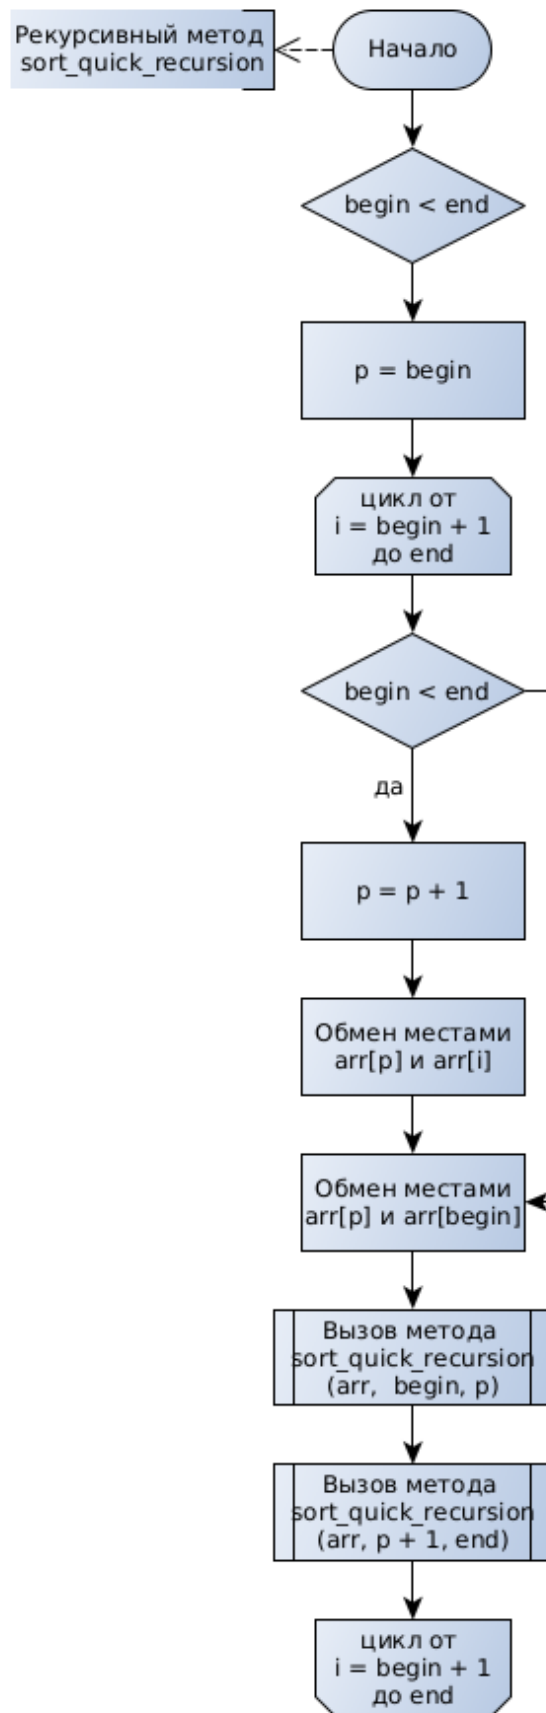 Рекурсивный метод
sort_quick_recursion
Начало
begin < end
p = begin
цикл от
i = begin + 1
до end
begin < end
да
p = p + 1
Обмен местами
arr[p] и arr[i]
Обмен местами
arr[p] и arr[begin]
Вызов метода
sort_quick_recursion
(arr, begin, p)
Вызов метода
sort_quick_recursion
(arr, p + 1, end)
цикл от
i = begin + 1
до end